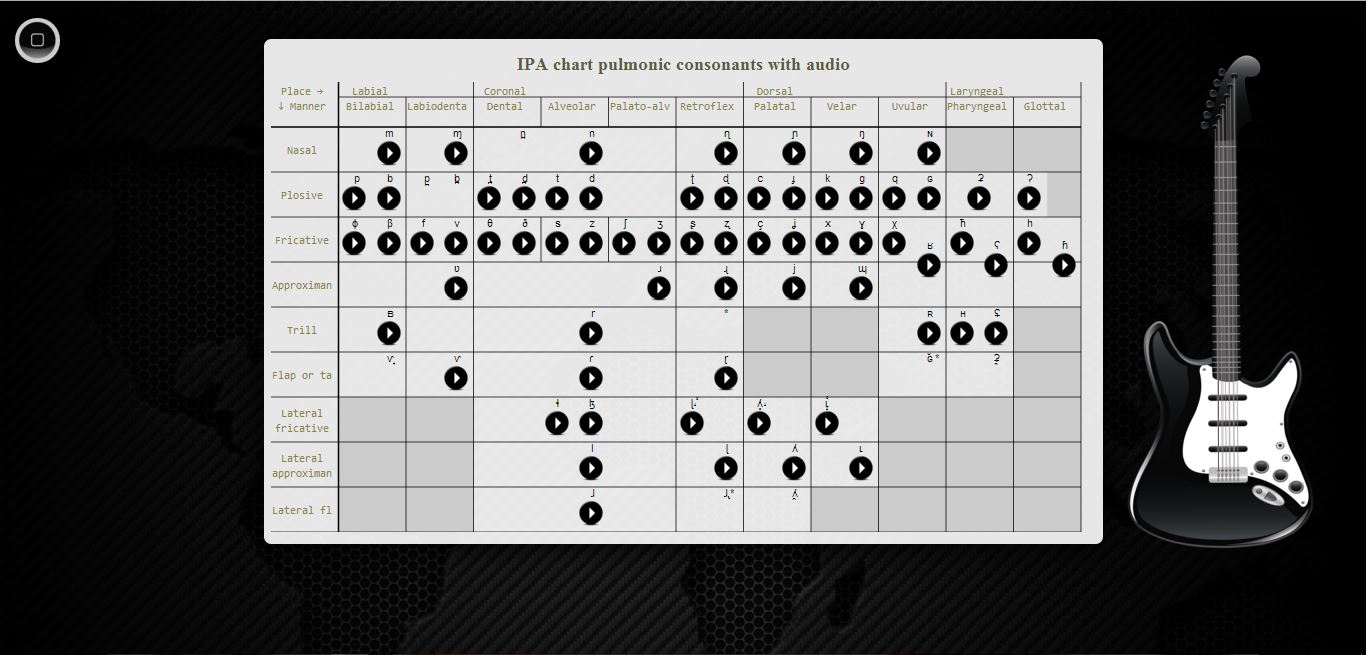 IPA chart pulmonic consonants with audio
Place → Labial Coronal Dorsal Laryngeal
↓ Manner Bilabial Labiodenta Dental Alveolar Palato-alv Retroflex Palatal Velar Uvular Pharyngeal Glottal
Nasal m ɱ n̪ n ɳ ɲ ŋ ɴ
Plosive p b p̪ b̪ t̪ d̪ t d ʈ ɖ c ɟ k ɡ q ɢ ʡ ʔ
Fricative ɸ β f v θ ð s z ʃ ʒ ʂ ʐ ç ʝ x ɣ χ ʁ ħ ʕ h ɦ
Approximan ʋ ɹ ɻ j ɰ
Trill ʙ r * ʀ ʜ ʢ
Flap or ta ⱱ̟ ⱱ ɾ ɽ ɢ̆* ʡ̯
Lateral
fricative ɬ ɮ
Lateral
approximan l ɭ ʎ ʟ
Lateral fl ɺ